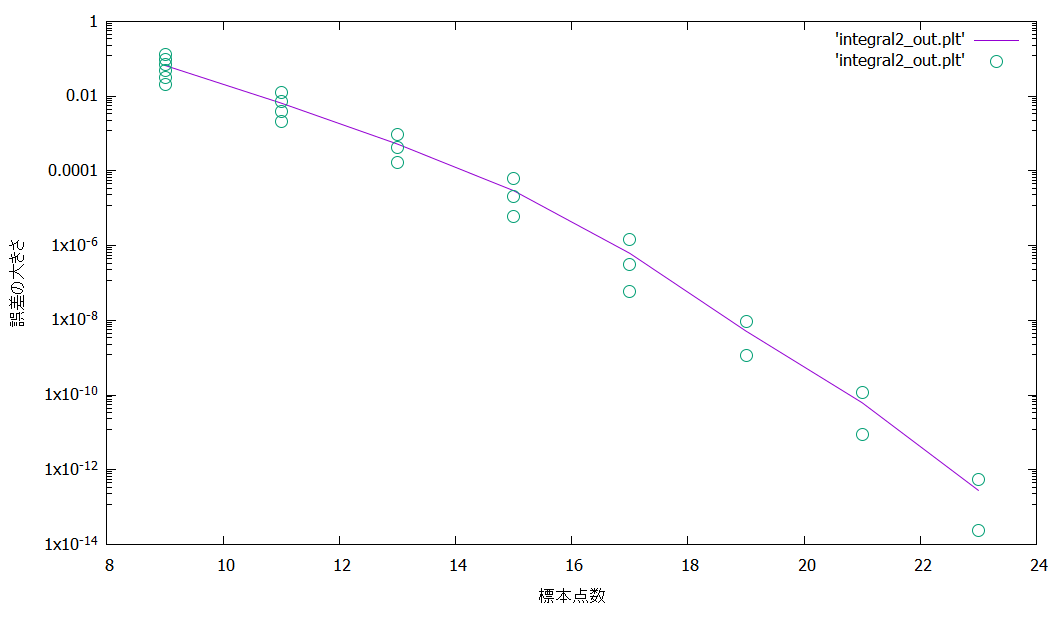 1
0.01
0.0001
1x10-6
1x10-8
1x10-10
1x10-12
1x10-14
8 10 12 14 16 18 20 22 24
誤差の大きさ
標本点数
'integral2_out.plt'
'integral2_out.plt'